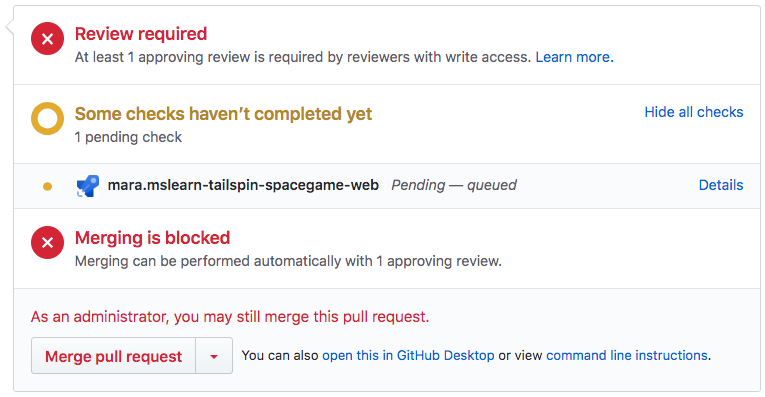 Review required
At least 1 approving review is required by reviewers with write access. Learn more.
Some checks haven’t completed yet
Hide all checks
1 pending check
mara.mslearn-tailspin-spacegame-web Pending — queued Details
Merging is blocked
Merging can be performed automatically with 1 approving review.
As an administrator, you may still merge this pull request.
Merge pull request You can also open this in GitHub Desktop or view command line instructions.